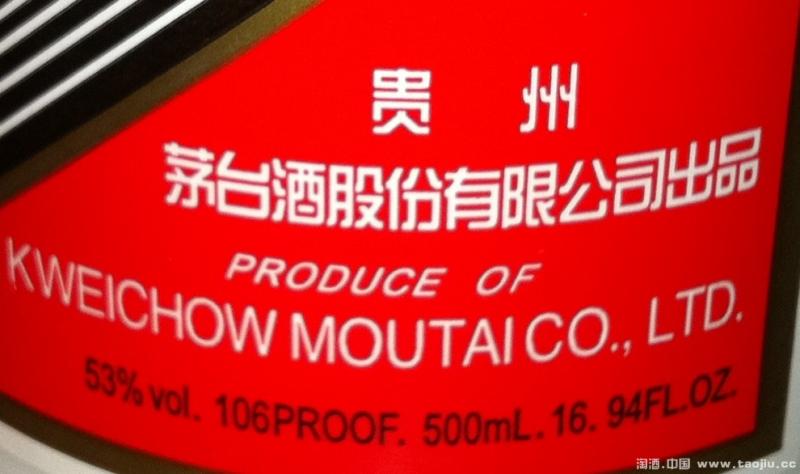 贵州
茅台酒股份有限公司出品
PRODUCE OF
KWEICHOW MOUTAI CO., LTD.
53% vol. 106PROOF. 500mL. 16. 94FL.OZ.
淘酒.中国 www.taojiu.cc